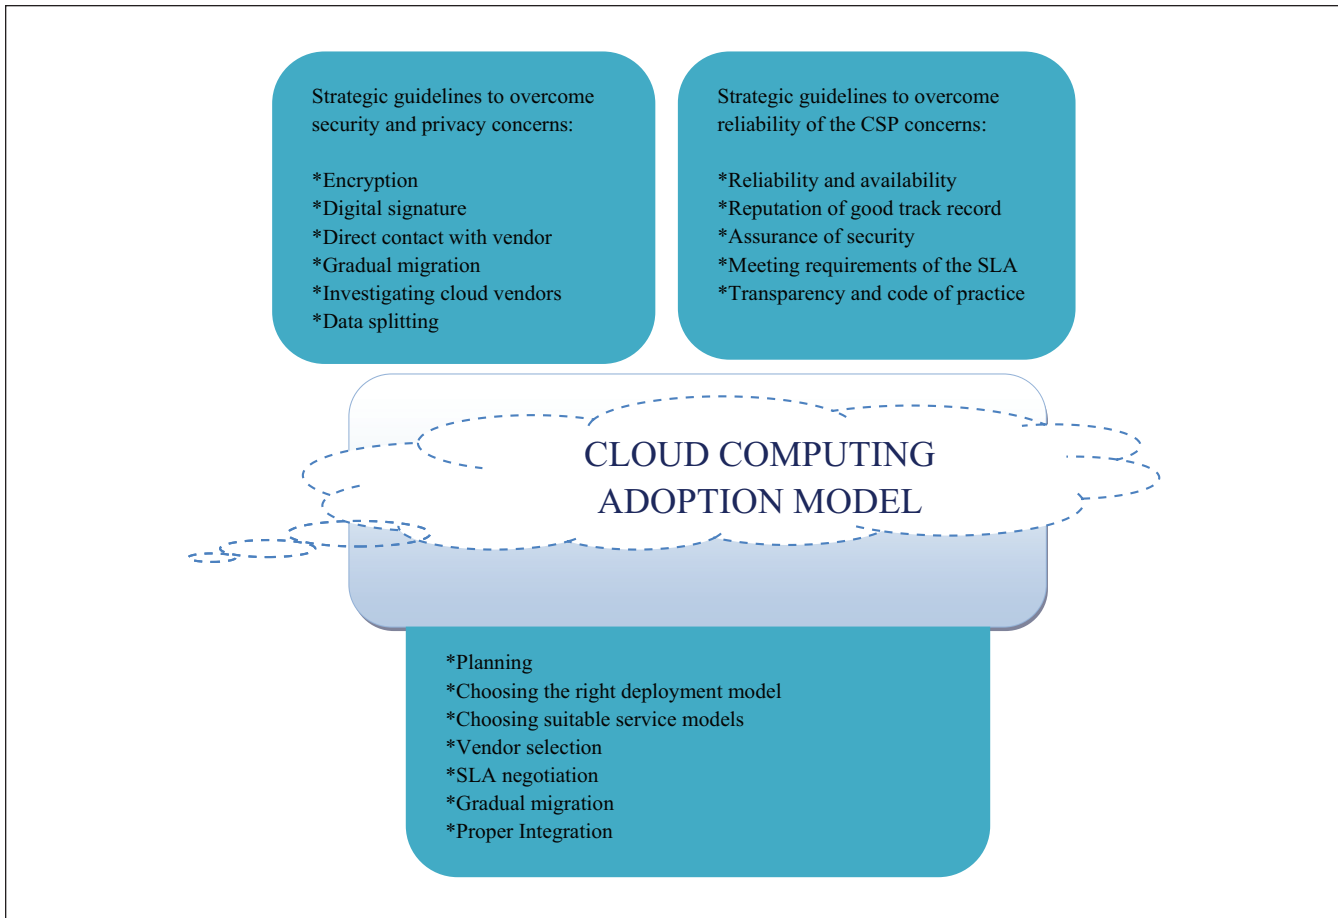 Strategic guidelines to overcome
security and privacy concerns:
*Encryption
*Digital signature
*Direct contact with vendor
*Gradual migration
*Investigating cloud vendors
*Data splitting
Strategic guidelines to overcome
reliability of the CSP concerns:
*Reliability and availability
*Reputation of good track record
*Assurance of security
*Meeting requirements of the SLA
*Transparency and code of practice
CLOUD COMPUTING
ADOPTION MODEL
*Planning
*Choosing the right deployment model
*Choosing suitable service models
*Vendor selection
*SLA negotiation
*Gradual migration
*Proper Integration